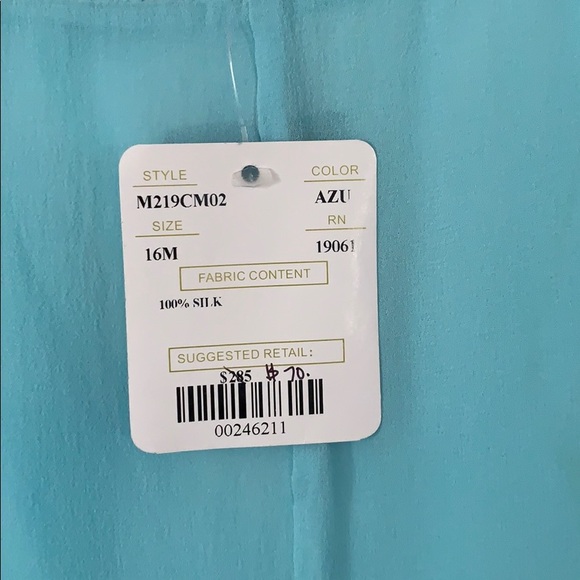 STYLE COLOR
M219CM02 AZU
SIZE RN
16M 19061
FABRIC CONTENT
100% SILK
SUGGESTED RETAIL:
$285 $70.
00246211